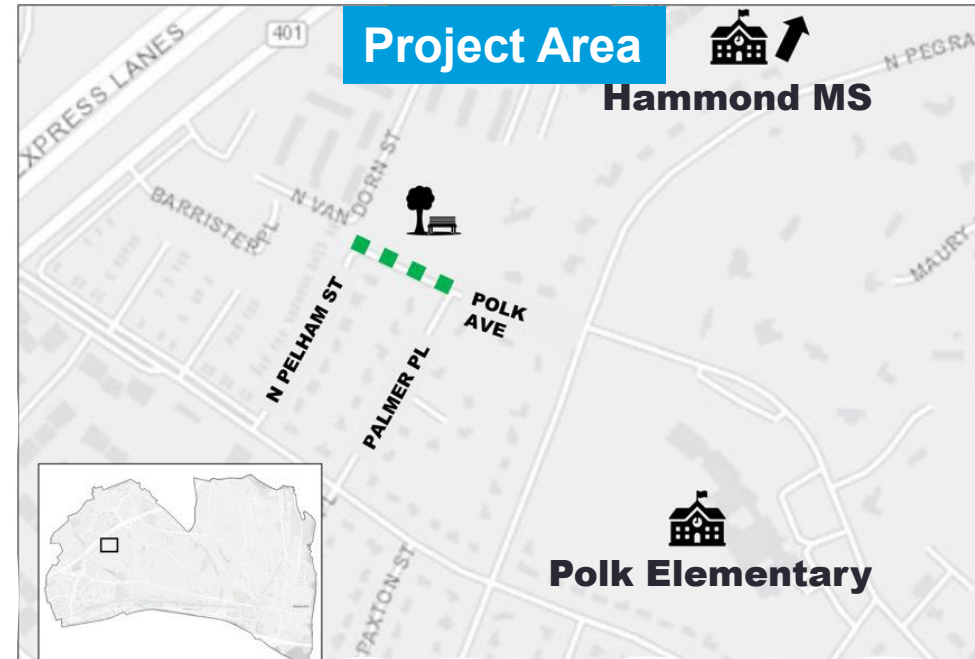 Project Area
401
EXPRESS LANES
Hammond MS
N PEGRA
N VAN DORN ST
BARRISTER PL
MAURY
POLK
AVE
N PELHAM ST
PALMER PL
Polk Elementary
PAXTON ST